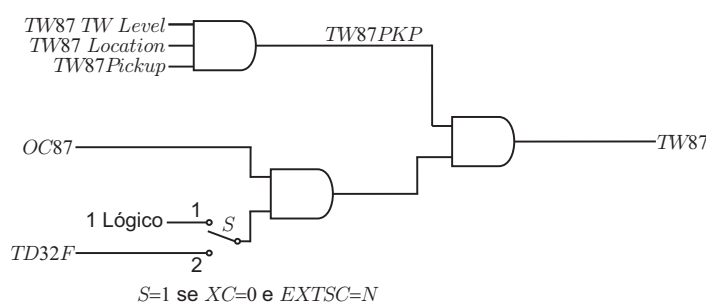 TW87 TW Level
TW87 Location
TW87Pickup
TW87PKP
OC87
TW87
1 Lógico
1
S
TD32F
2
S=1 se XC=0 e EXTSC=N